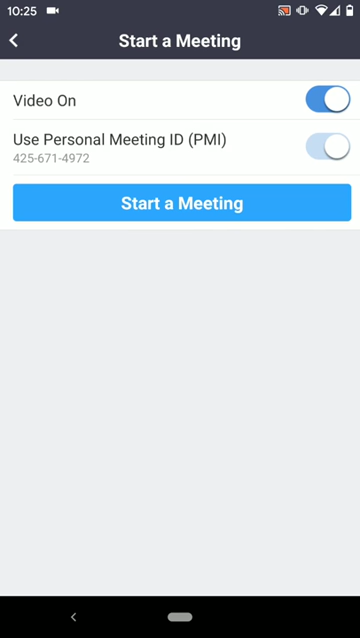 10:25
Start a Meeting
Video On
Use Personal Meeting ID (PMI)
425-671-4972
Start a Meeting